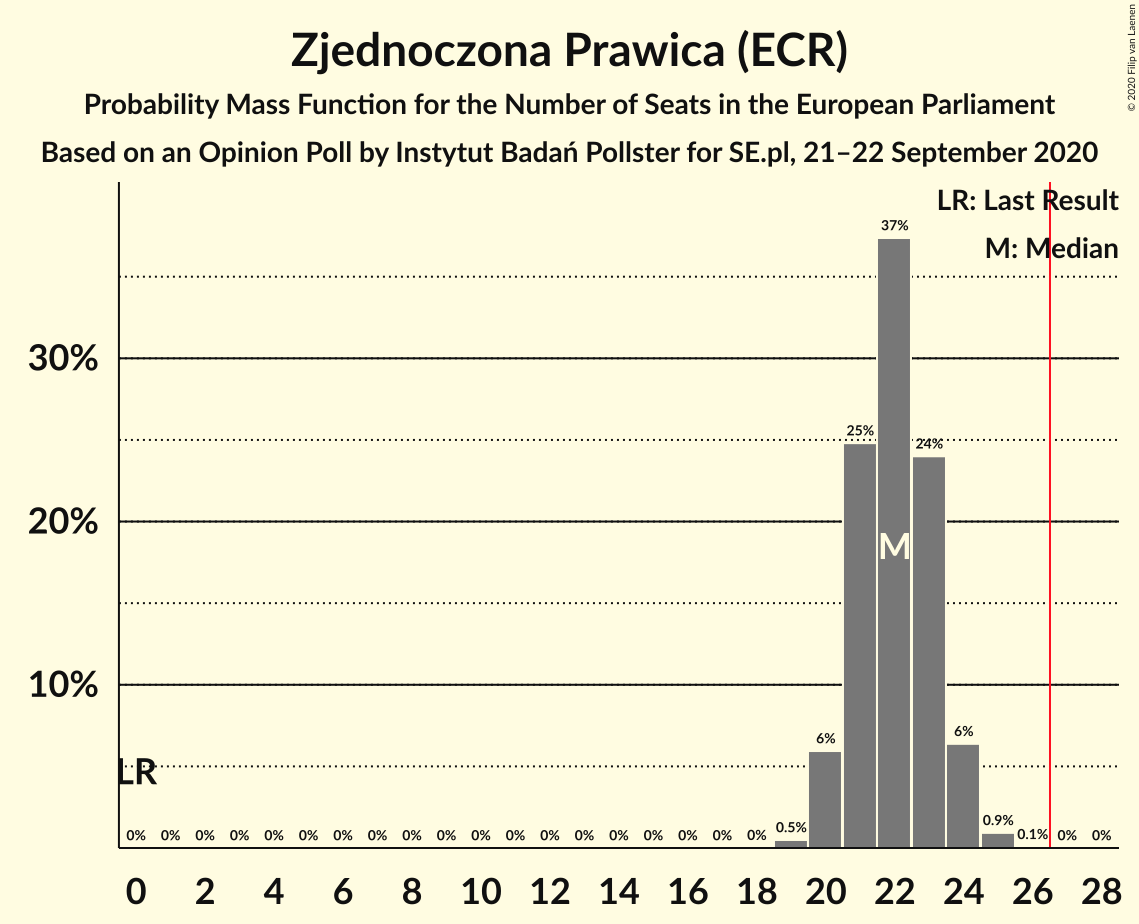 Zjednoczona Prawica (ECR)
Probability Mass Function for the Number of Seats in the European Parliament
Based on an Opinion Poll by Instytut Badań Pollster for SE.pl, 21–22 September 2020
© 2020 Filip van Laenen
LR: Last Result
M: Median
37%
30%
25%
24%
20%
M
10%
6%
6%
LR
0% 0% 0% 0% 0% 0% 0% 0% 0% 0% 0% 0% 0% 0% 0% 0% 0% 0% 0% 0.5% 0.9% 0.1% 0% 0%
0 2 4 6 8 10 12 14 16 18 20 22 24 26 28